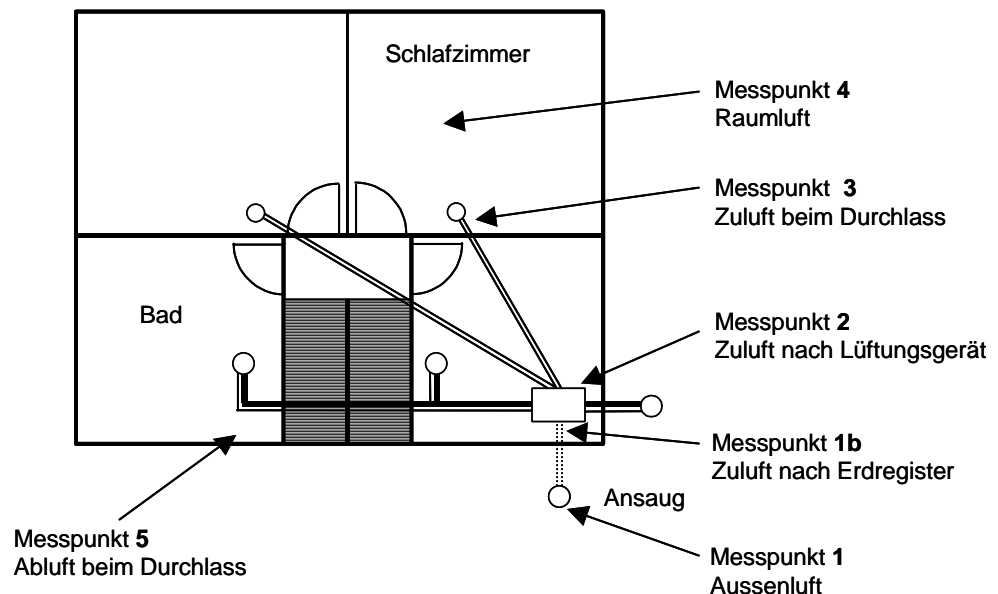 Schlafzimmer
Messpunkt 4
Raumluft
Messpunkt 3
Zuluft beim Durchlass
Bad
Messpunkt 2
Zuluft nach Lüftungsgerät
Messpunkt 1b
Zuluft nach Erdregister
Ansaug
Messpunkt 5
Abluft beim Durchlass
Messpunkt 1
Aussenluft